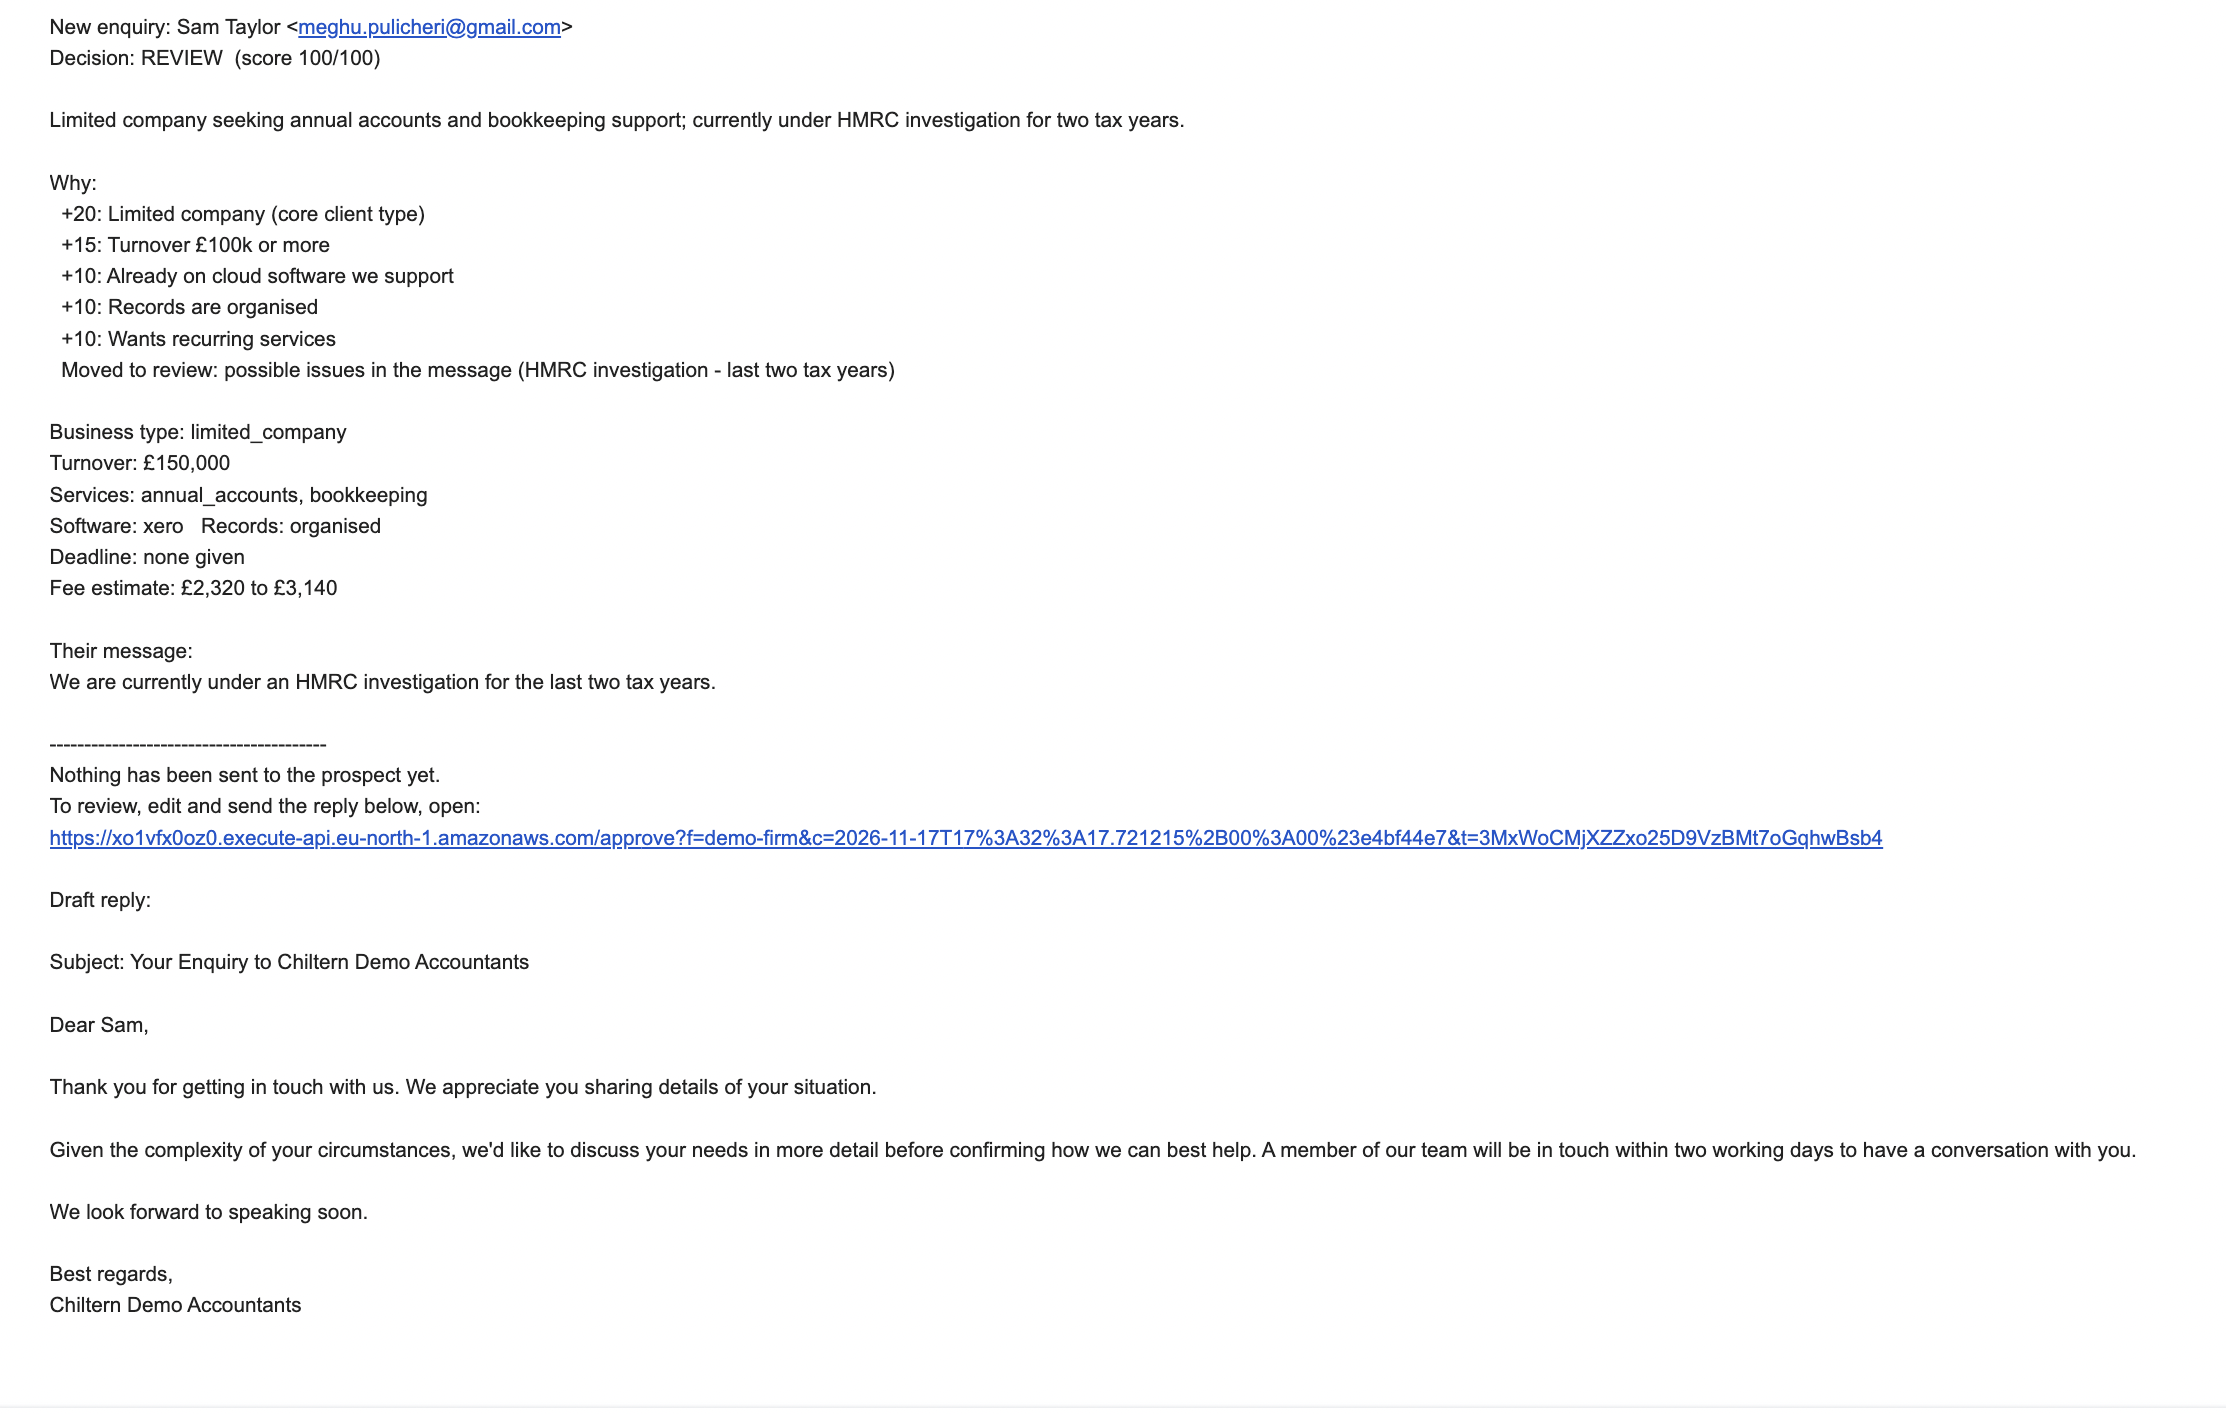 New enquiry: Sam Taylor <meghu.pulicheri@gmail.com>
Decision: REVIEW  (score 100/100)
Limited company seeking annual accounts and bookkeeping support; currently under HMRC investigation for two tax years.
Why:
+20: Limited company (core client type)
+15: Turnover £100k or more
+10: Already on cloud software we support
+10: Records are organised
+10: Wants recurring services
Moved to review: possible issues in the message (HMRC investigation - last two tax years)
Business type: limited_company
Turnover: £150,000
Services: annual_accounts, bookkeeping
Software: xero   Records: organised
Deadline: none given
Fee estimate: £2,320 to £3,140
Their message:
We are currently under an HMRC investigation for the last two tax years.
----------------------------------------
Nothing has been sent to the prospect yet.
To review, edit and send the reply below, open:
https://xo1vfx0oz0.execute-api.eu-north-1.amazonaws.com/approve?f=demo-firm&c=2026-11-17T17%3A32%3A17.721215%2B00%3A00%23e4bf44e7&t=3MxWoCMjXZZxo25D9VzBMt7oGqhwBsb4
Draft reply:
Subject: Your Enquiry to Chiltern Demo Accountants
Dear Sam,
Thank you for getting in touch with us. We appreciate you sharing details of your situation.
Given the complexity of your circumstances, we'd like to discuss your needs in more detail before confirming how we can best help. A member of our team will be in touch within two working days to have a conversation with you.
We look forward to speaking soon.
Best regards,
Chiltern Demo Accountants